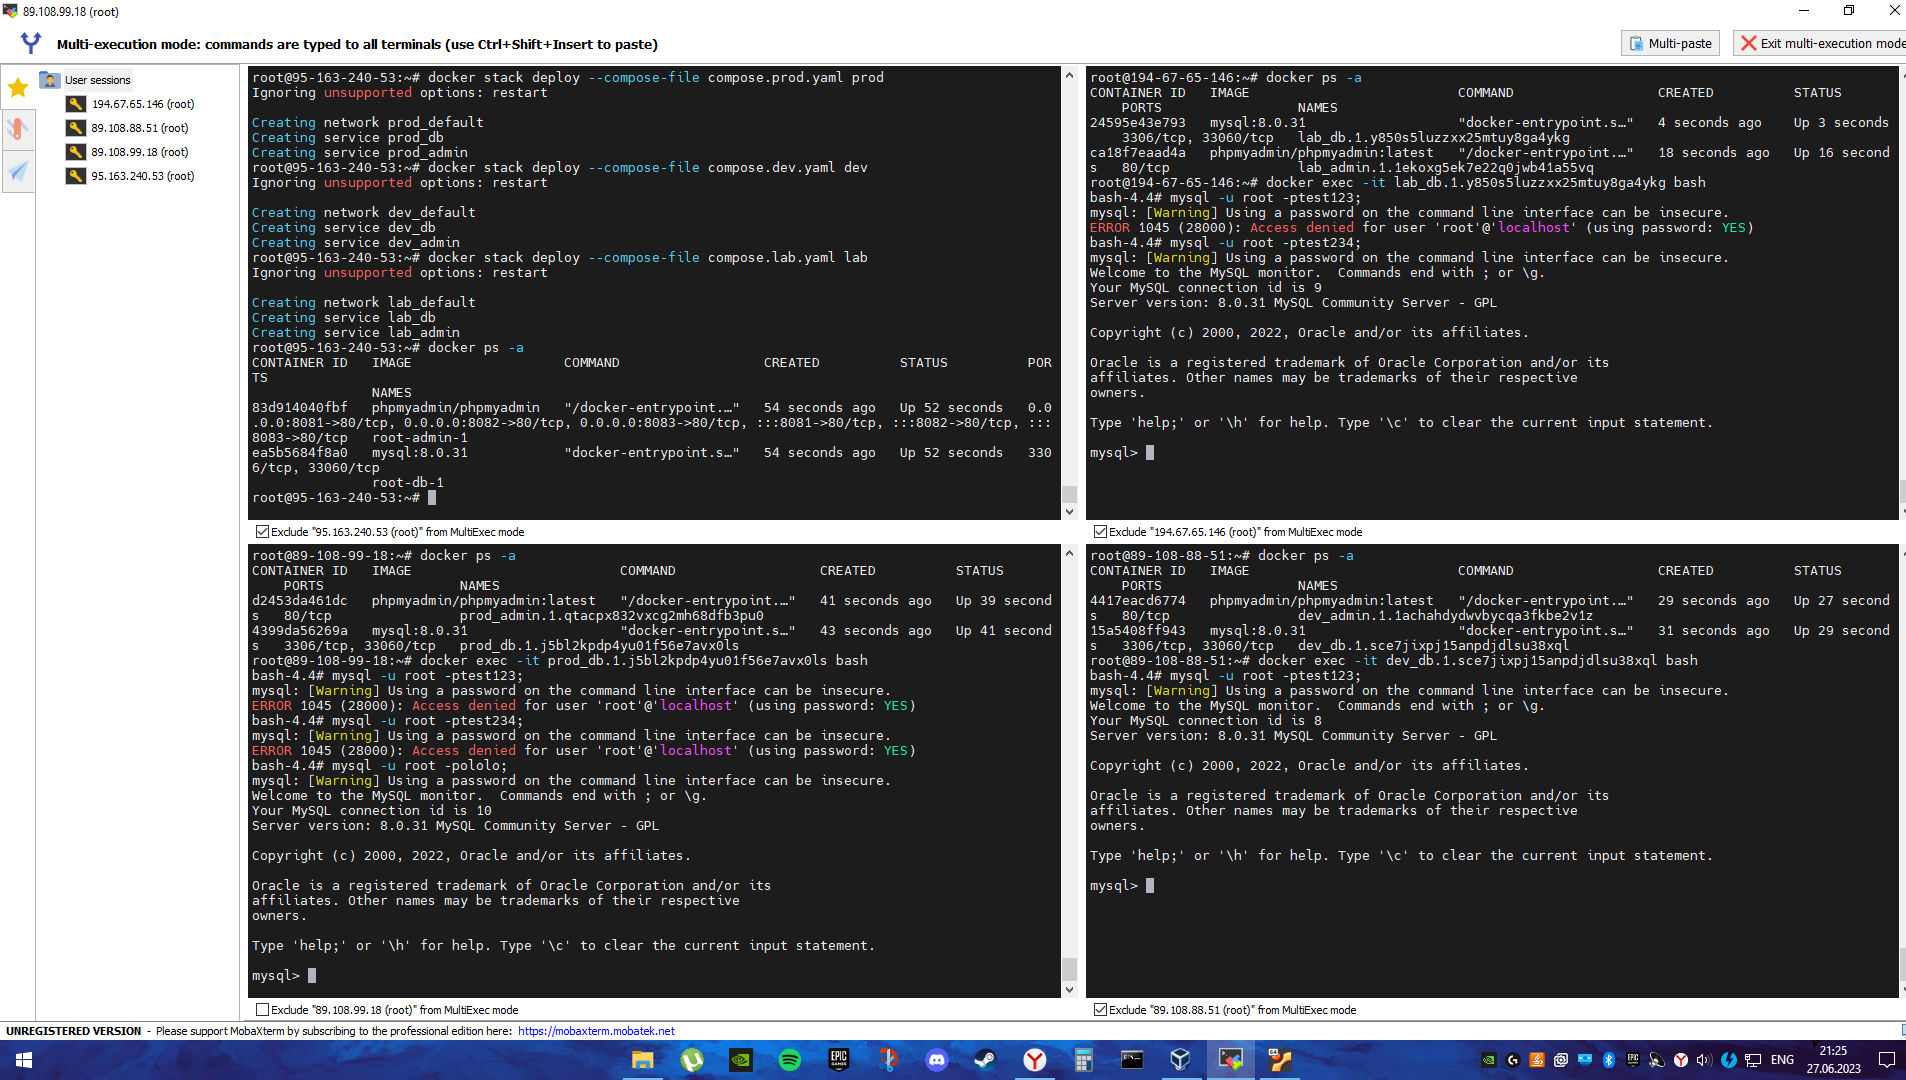 89.108.99.18 (root)
Multi-execution mode: commands are typed to all terminals (use Ctrl+Shift+Insert to paste)
Multi-paste
Exit multi-execution mode
User sessions
194.67.65.146 (root)
89.108.88.51 (root)
89.108.99.18 (root)
95.163.240.53 (root)
root@95-163-240-53:~# docker stack deploy --compose-file compose.prod.yaml prod
Ignoring unsupported options: restart
Creating network prod_default
Creating service prod_db
Creating service prod_admin
root@95-163-240-53:~# docker stack deploy --compose-file compose.dev.yaml dev
Ignoring unsupported options: restart
Creating network dev_default
Creating service dev_db
Creating service dev_admin
root@95-163-240-53:~# docker stack deploy --compose-file compose.lab.yaml lab
Ignoring unsupported options: restart
Creating network lab_default
Creating service lab_db
Creating service lab_admin
root@95-163-240-53:~# docker ps -a
CONTAINER ID   IMAGE                   COMMAND                  CREATED          STATUS          POR
TS
               NAMES
83d914040fbf   phpmyadmin/phpmyadmin   "/docker-entrypoint.…"   54 seconds ago   Up 52 seconds   0.0
.0.0:8081->80/tcp, 0.0.0.0:8082->80/tcp, 0.0.0.0:8083->80/tcp, :::8081->80/tcp, :::8082->80/tcp, :::
8083->80/tcp   root-admin-1
ea5b5684f8a0   mysql:8.0.31            "docker-entrypoint.s…"   54 seconds ago   Up 52 seconds   330
6/tcp, 33060/tcp
               root-db-1
root@95-163-240-53:~#
Exclude "95.163.240.53 (root)" from MultiExec mode
root@194-67-65-146:~# docker ps -a
CONTAINER ID   IMAGE                          COMMAND                  CREATED          STATUS
    PORTS                 NAMES
24595e43e793   mysql:8.0.31                   "docker-entrypoint.s…"   4 seconds ago    Up 3 seconds
    3306/tcp, 33060/tcp   lab_db.1.y850s5luzzxx25mtuy8ga4ykg
ca18f7eaad4a   phpmyadmin/phpmyadmin:latest   "/docker-entrypoint.…"   18 seconds ago   Up 16 second
s   80/tcp                lab_admin.1.1ekoxg5ek7e22q0jwb41a55vq
root@194-67-65-146:~# docker exec -it lab_db.1.y850s5luzzxx25mtuy8ga4ykg bash
bash-4.4# mysql -u root -ptest123;
mysql: [Warning] Using a password on the command line interface can be insecure.
ERROR 1045 (28000): Access denied for user 'root'@'localhost' (using password: YES)
bash-4.4# mysql -u root -ptest234;
mysql: [Warning] Using a password on the command line interface can be insecure.
Welcome to the MySQL monitor.  Commands end with ; or \g.
Your MySQL connection id is 9
Server version: 8.0.31 MySQL Community Server - GPL
Copyright (c) 2000, 2022, Oracle and/or its affiliates.
Oracle is a registered trademark of Oracle Corporation and/or its
affiliates. Other names may be trademarks of their respective
owners.
Type 'help;' or '\h' for help. Type '\c' to clear the current input statement.
mysql>
Exclude "194.67.65.146 (root)" from MultiExec mode
root@89-108-99-18:~# docker ps -a
CONTAINER ID   IMAGE                          COMMAND                  CREATED          STATUS
    PORTS                 NAMES
d2453da461dc   phpmyadmin/phpmyadmin:latest   "/docker-entrypoint.…"   41 seconds ago   Up 39 second
s   80/tcp                prod_admin.1.qtacpx832vxcg2mh68dfb3pu0
4399da56269a   mysql:8.0.31                   "docker-entrypoint.s…"   43 seconds ago   Up 41 second
s   3306/tcp, 33060/tcp   prod_db.1.j5bl2kpdp4yu01f56e7avx0ls
root@89-108-99-18:~# docker exec -it prod_db.1.j5bl2kpdp4yu01f56e7avx0ls bash
bash-4.4# mysql -u root -ptest123;
mysql: [Warning] Using a password on the command line interface can be insecure.
ERROR 1045 (28000): Access denied for user 'root'@'localhost' (using password: YES)
bash-4.4# mysql -u root -ptest234;
mysql: [Warning] Using a password on the command line interface can be insecure.
ERROR 1045 (28000): Access denied for user 'root'@'localhost' (using password: YES)
bash-4.4# mysql -u root -pololo;
mysql: [Warning] Using a password on the command line interface can be insecure.
Welcome to the MySQL monitor.  Commands end with ; or \g.
Your MySQL connection id is 10
Server version: 8.0.31 MySQL Community Server - GPL
Copyright (c) 2000, 2022, Oracle and/or its affiliates.
Oracle is a registered trademark of Oracle Corporation and/or its
affiliates. Other names may be trademarks of their respective
owners.
Type 'help;' or '\h' for help. Type '\c' to clear the current input statement.
mysql>
Exclude "89.108.99.18 (root)" from MultiExec mode
root@89-108-88-51:~# docker ps -a
CONTAINER ID   IMAGE                          COMMAND                  CREATED          STATUS
    PORTS                 NAMES
4417eacd6774   phpmyadmin/phpmyadmin:latest   "/docker-entrypoint.…"   29 seconds ago   Up 27 second
s   80/tcp                dev_admin.1.1achahdydwvbycqa3fkbe2v1z
15a5408ff943   mysql:8.0.31                   "docker-entrypoint.s…"   31 seconds ago   Up 29 second
s   3306/tcp, 33060/tcp   dev_db.1.sce7jixpj15anpdjdlsu38xql
root@89-108-88-51:~# docker exec -it dev_db.1.sce7jixpj15anpdjdlsu38xql bash
bash-4.4# mysql -u root -ptest123;
mysql: [Warning] Using a password on the command line interface can be insecure.
Welcome to the MySQL monitor.  Commands end with ; or \g.
Your MySQL connection id is 8
Server version: 8.0.31 MySQL Community Server - GPL
Copyright (c) 2000, 2022, Oracle and/or its affiliates.
Oracle is a registered trademark of Oracle Corporation and/or its
affiliates. Other names may be trademarks of their respective
owners.
Type 'help;' or '\h' for help. Type '\c' to clear the current input statement.
mysql>
Exclude "89.108.88.51 (root)" from MultiExec mode
UNREGISTERED VERSION - Please support MobaXterm by subscribing to the professional edition here: https://mobaxterm.mobatek.net
EPIC GAMES
ENG
21:25
27.06.2023